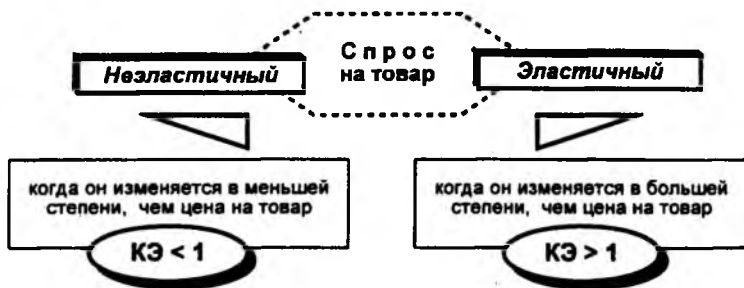 Спрос
на товар
Неэластичный
Эластичный
когда он изменяется в меньшей
степени, чем цена на товар
КЭ < 1
когда он изменяется в большей
степени, чем цена на товар
КЭ > 1